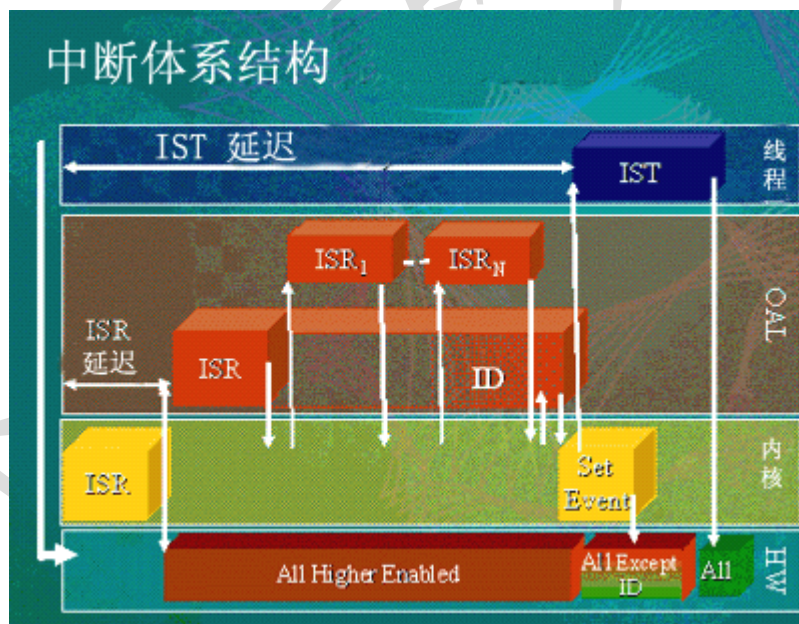 中断体系结构
IST 延迟
IST
线程
ISR1
ISRN
OAL
ISR
延迟
ISR
ID
ISR
Set
Event
内核
All Higher Enabled
All Except
ID
All
HW